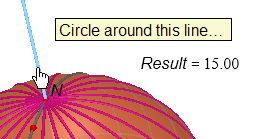 Circle around this line...
Result = 15.00
N